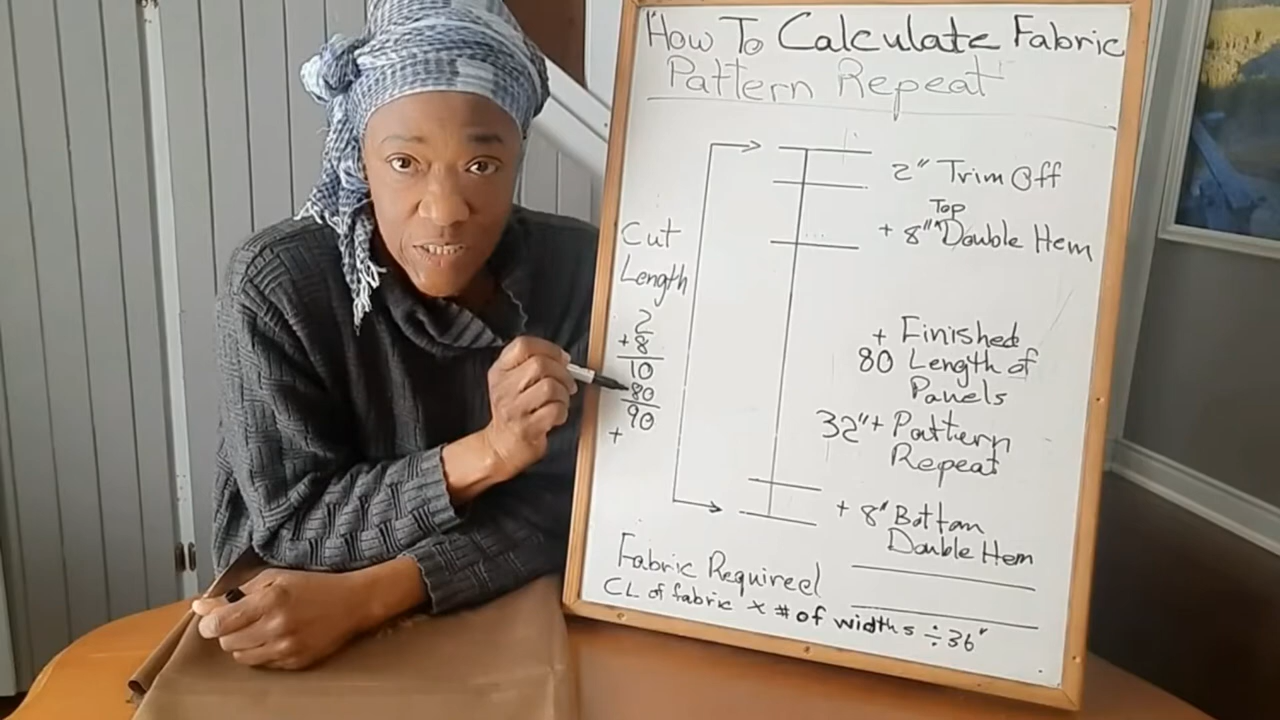 How To Calculate Fabric
Pattern Repeat
2" Trim Off
Top
+ 8" Double Hem
Cut
Length
2
+8
10
80
90
+
+ Finished
80 Length of
Panels
32"+ Pattern
Repeat
+ 8" Bottom
Double Hem
Fabric Required
CL of fabric x # of widths ÷ 36"